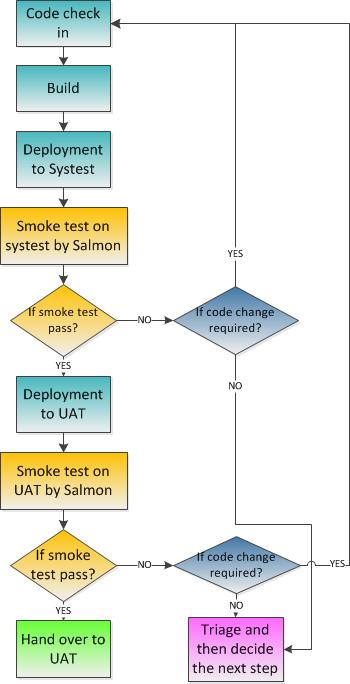 Code check
in
Build
Deployment
to Systest
Smoke test on
systest by Salmon
If smoke test
pass?
NO
If code change
required?
YES
YES
NO
Deployment
to UAT
Smoke test on
UAT by Salmon
If smoke
test pass?
NO
If code change
required?
YES
YES
NO
Hand over to
UAT
Triage and
then decide
the next step